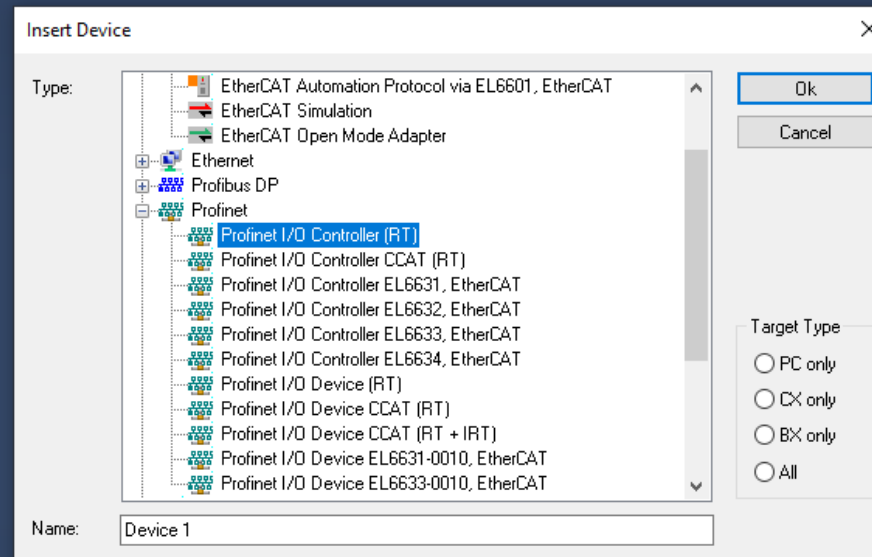 Insert Device
Type:
EtherCAT Automation Protocol via EL6601, EtherCAT
EtherCAT Simulation
EtherCAT Open Mode Adapter
Ethernet
Profibus DP
Profinet
Profinet I/O Controller (RT)
Profinet I/O Controller CCAT (RT)
Profinet I/O Controller EL6631, EtherCAT
Profinet I/O Controller EL6632, EtherCAT
Profinet I/O Controller EL6633, EtherCAT
Profinet I/O Controller EL6634, EtherCAT
Profinet I/O Device (RT)
Profinet I/O Device CCAT (RT)
Profinet I/O Device CCAT (RT + IRT)
Profinet I/O Device EL6631-0010, EtherCAT
Profinet I/O Device EL6633-0010, EtherCAT
Ok
Cancel
Target Type
PC only
CX only
BX only
All
Name:
Device 1